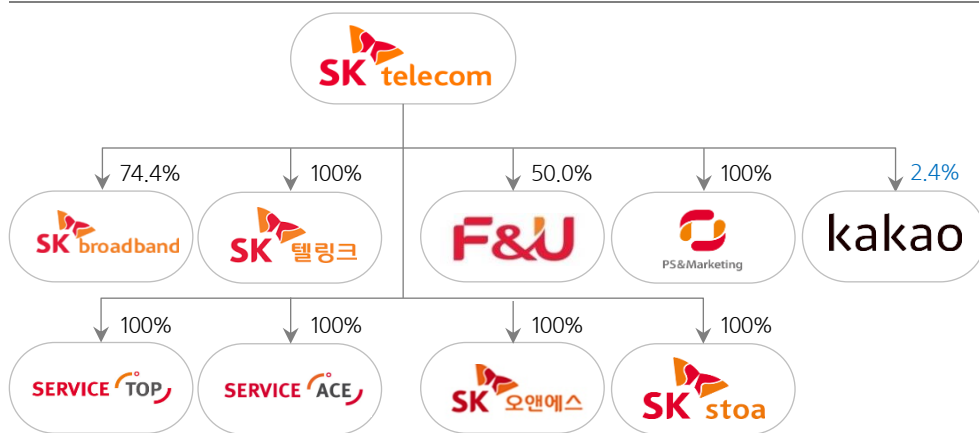 SK telecom
74.4%
100%
50.0%
100%
2.4%
SK broadband
SK 텔링크
F&U
PS&Marketing
kakao
100%
100%
100%
100%
SERVICE TOP
SERVICE ACE
SK 오앤에스
SK stoa